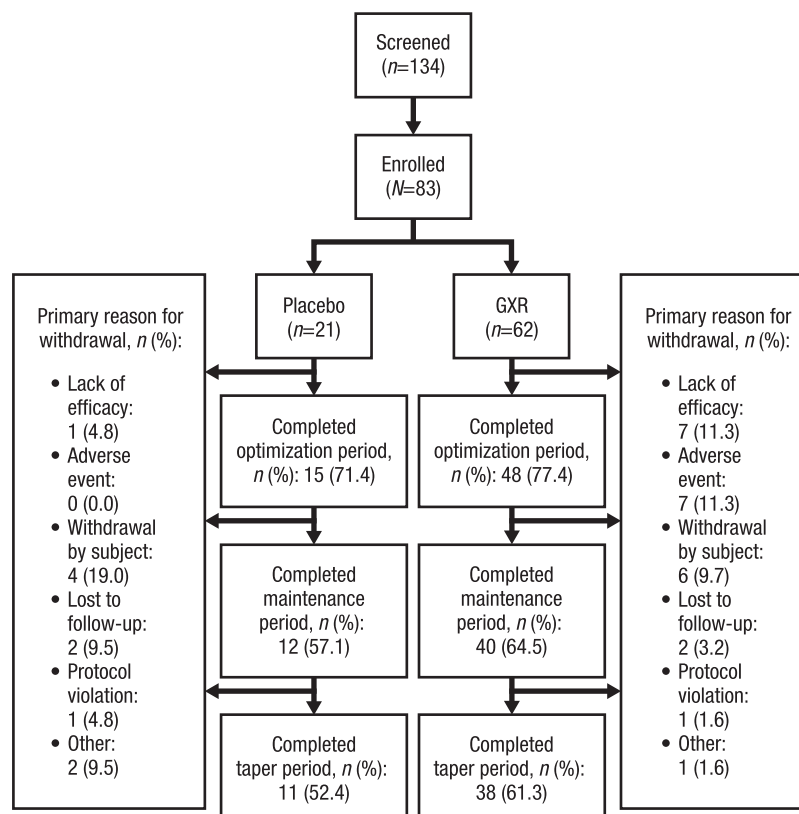 Screened
(n=134)
Enrolled
(N=83)
Placebo
(n=21)
GXR
(n=62)
Primary reason for
withdrawal, n (%):
• Lack of
efficacy:
1 (4.8)
• Adverse
event:
0 (0.0)
• Withdrawal
by subject:
4 (19.0)
• Lost to
follow-up:
2 (9.5)
• Protocol
violation:
1 (4.8)
• Other:
2 (9.5)
Completed
optimization period,
n (%): 15 (71.4)
Completed
maintenance
period, n (%):
12 (57.1)
Completed
taper period, n (%):
11 (52.4)
Completed
optimization period,
n (%): 48 (77.4)
Completed
maintenance
period, n (%):
40 (64.5)
Completed
taper period, n (%):
38 (61.3)
Primary reason for
withdrawal, n (%):
• Lack of
efficacy:
7 (11.3)
• Adverse
event:
7 (11.3)
• Withdrawal
by subject:
6 (9.7)
• Lost to
follow-up:
2 (3.2)
• Protocol
violation:
1 (1.6)
• Other:
1 (1.6)